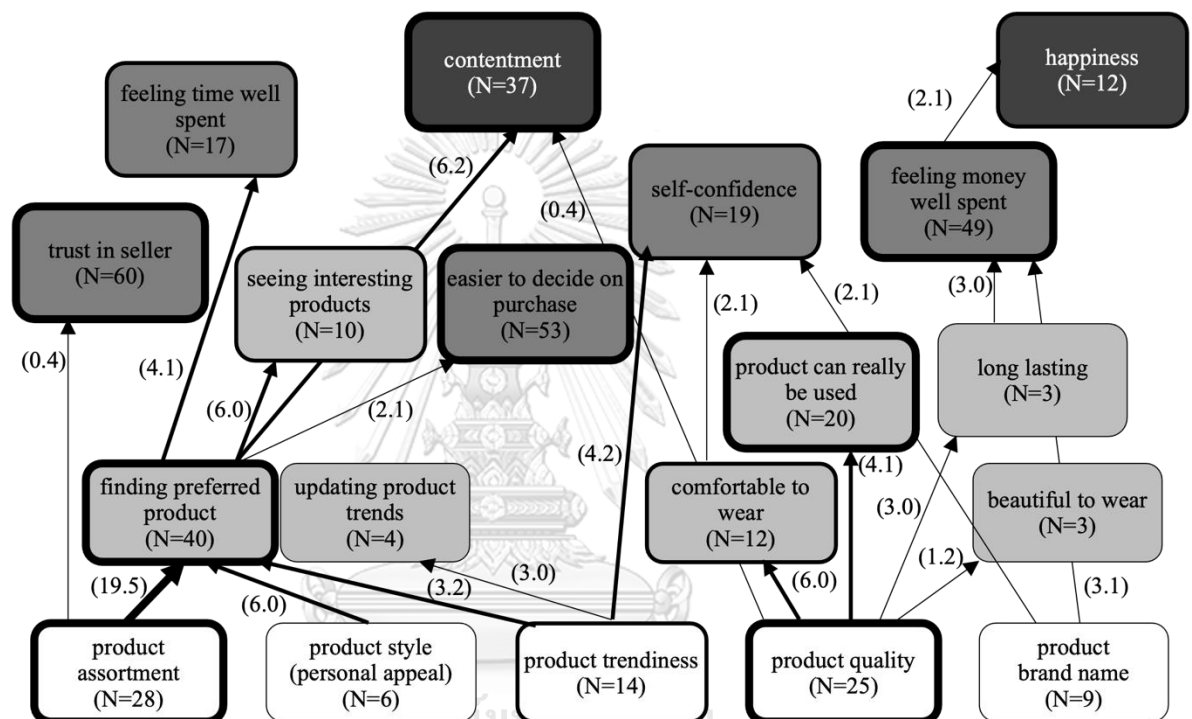 contentment
(N=37)
happiness
(N=12)
feeling time well
spent
(N=17)
(2.1)
(6.2)
self-confidence
(N=19)
feeling money
well spent
(N=49)
(0.4)
trust in seller
(N=60)
seeing interesting
products
(N=10)
easier to decide on
purchase
(N=53)
(3.0)
(2.1)
(2.1)
(0.4)
(4.1)
(6.0)
(2.1)
product can really
be used
(N=20)
long lasting
(N=3)
(4.2)
(4.1)
finding preferred
product
(N=40)
updating product
trends
(N=4)
comfortable to
wear
(N=12)
(3.0)
beautiful to wear
(N=3)
(19.5)
(6.0)
(3.2)
(3.0)
(6.0)
(1.2)
(3.1)
product
assortment
(N=28)
product style
(personal appeal)
(N=6)
product trendiness
(N=14)
product quality
(N=25)
product
brand name
(N=9)